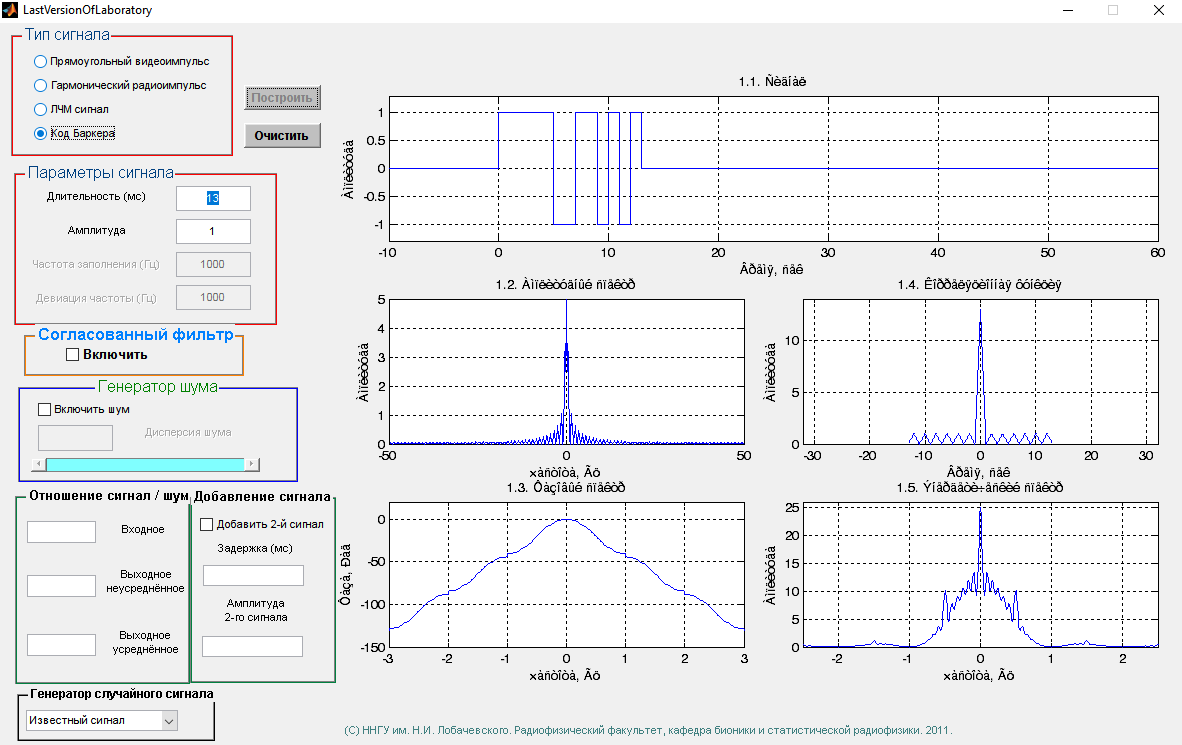 LastVersionOfLaboratory
Тип сигнала
Прямоугольный видеоимпульс
Гармонический радиоимпульс
ЛЧМ сигнал
Код Баркера
Построить
Очистить
Параметры сигнала
Длительность (мс)
13
Амплитуда
1
Частота заполнения (Гц)
1000
Девиация частоты (Гц)
1000
Согласованный фильтр
Включить
Генератор шума
Включить шум
Дисперсия шума
Отношение сигнал / шум
Входное
Выходное
неусреднённое
Выходное
усреднённое
Добавление сигнала
Добавить 2-й сигнал
Задержка (мс)
Амплитуда
2-го сигнала
Генератор случайного сигнала
Известный сигнал
1.1. Ñèãíàë
Àìïëèòóäà
1
0.5
0
-0.5
-1
-10 0 10 20 30 40 50 60
Âðåìÿ, ñåê
1.2. Àìïëèòóäíûé ñïåêòð
Àìïëèòóäà
5
4
3
2
1
0
-50 0 50
×àñòîòà, Ãö
1.4. Êîððåëÿöèîííàÿ ôóíêöèÿ
Àìïëèòóäà
10
5
0
-30 -20 -10 0 10 20 30
Âðåìÿ, ñåê
1.3. Ôàçîâûé ñïåêòð
Ôàçà, Ðàä
0
-50
-100
-150
-3 -2 -1 0 1 2 3
×àñòîòà, Ãö
1.5. Ýíåðãåòè÷åñêèé ñïåêòð
Àìïëèòóäà
25
20
15
10
5
0
-2 -1 0 1 2
×àñòîòà, Ãö
(C) ННГУ им. Н.И. Лобачевского. Радиофизический факультет, кафедра бионики и статистической радиофизики. 2011.